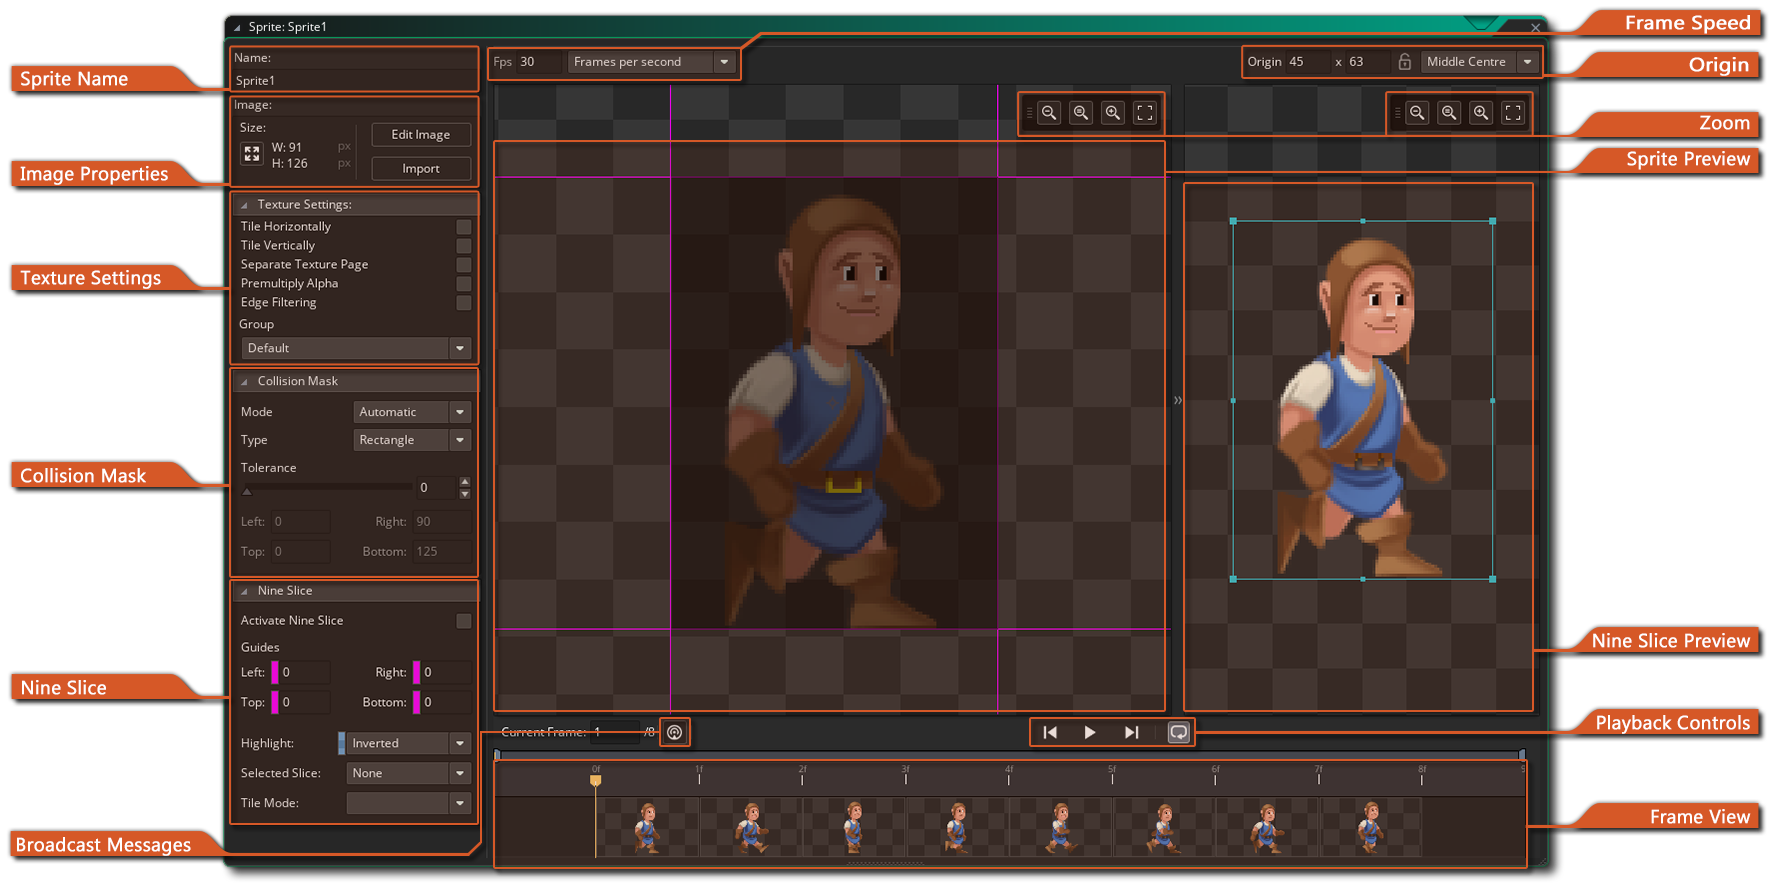 Sprite: Sprite1
Frame Speed
Name:
Sprite1
Sprite Name
Fps 30 Frames per second
Origin 45 x 63 Middle Centre
Origin
Image:
Size:
W: 91 px
H: 126 px
Edit Image
Import
Image Properties
Zoom
Sprite Preview
Texture Settings:
Tile Horizontally
Tile Vertically
Separate Texture Page
Premultiply Alpha
Edge Filtering
Group
Default
Texture Settings
Collision Mask
Mode Automatic
Type Rectangle
Tolerance
0
Left: 0 Right: 90
Top: 0 Bottom: 125
Collision Mask
Nine Slice
Activate Nine Slice
Guides
Left: 0 Right: 0
Top: 0 Bottom: 0
Highlight: Inverted
Selected Slice: None
Tile Mode:
Nine Slice
Nine Slice Preview
Current Frame: 1 /8
Playback Controls
0f 1f 2f 3f 4f 5f 6f 7f 8f 9
Frame View
Broadcast Messages